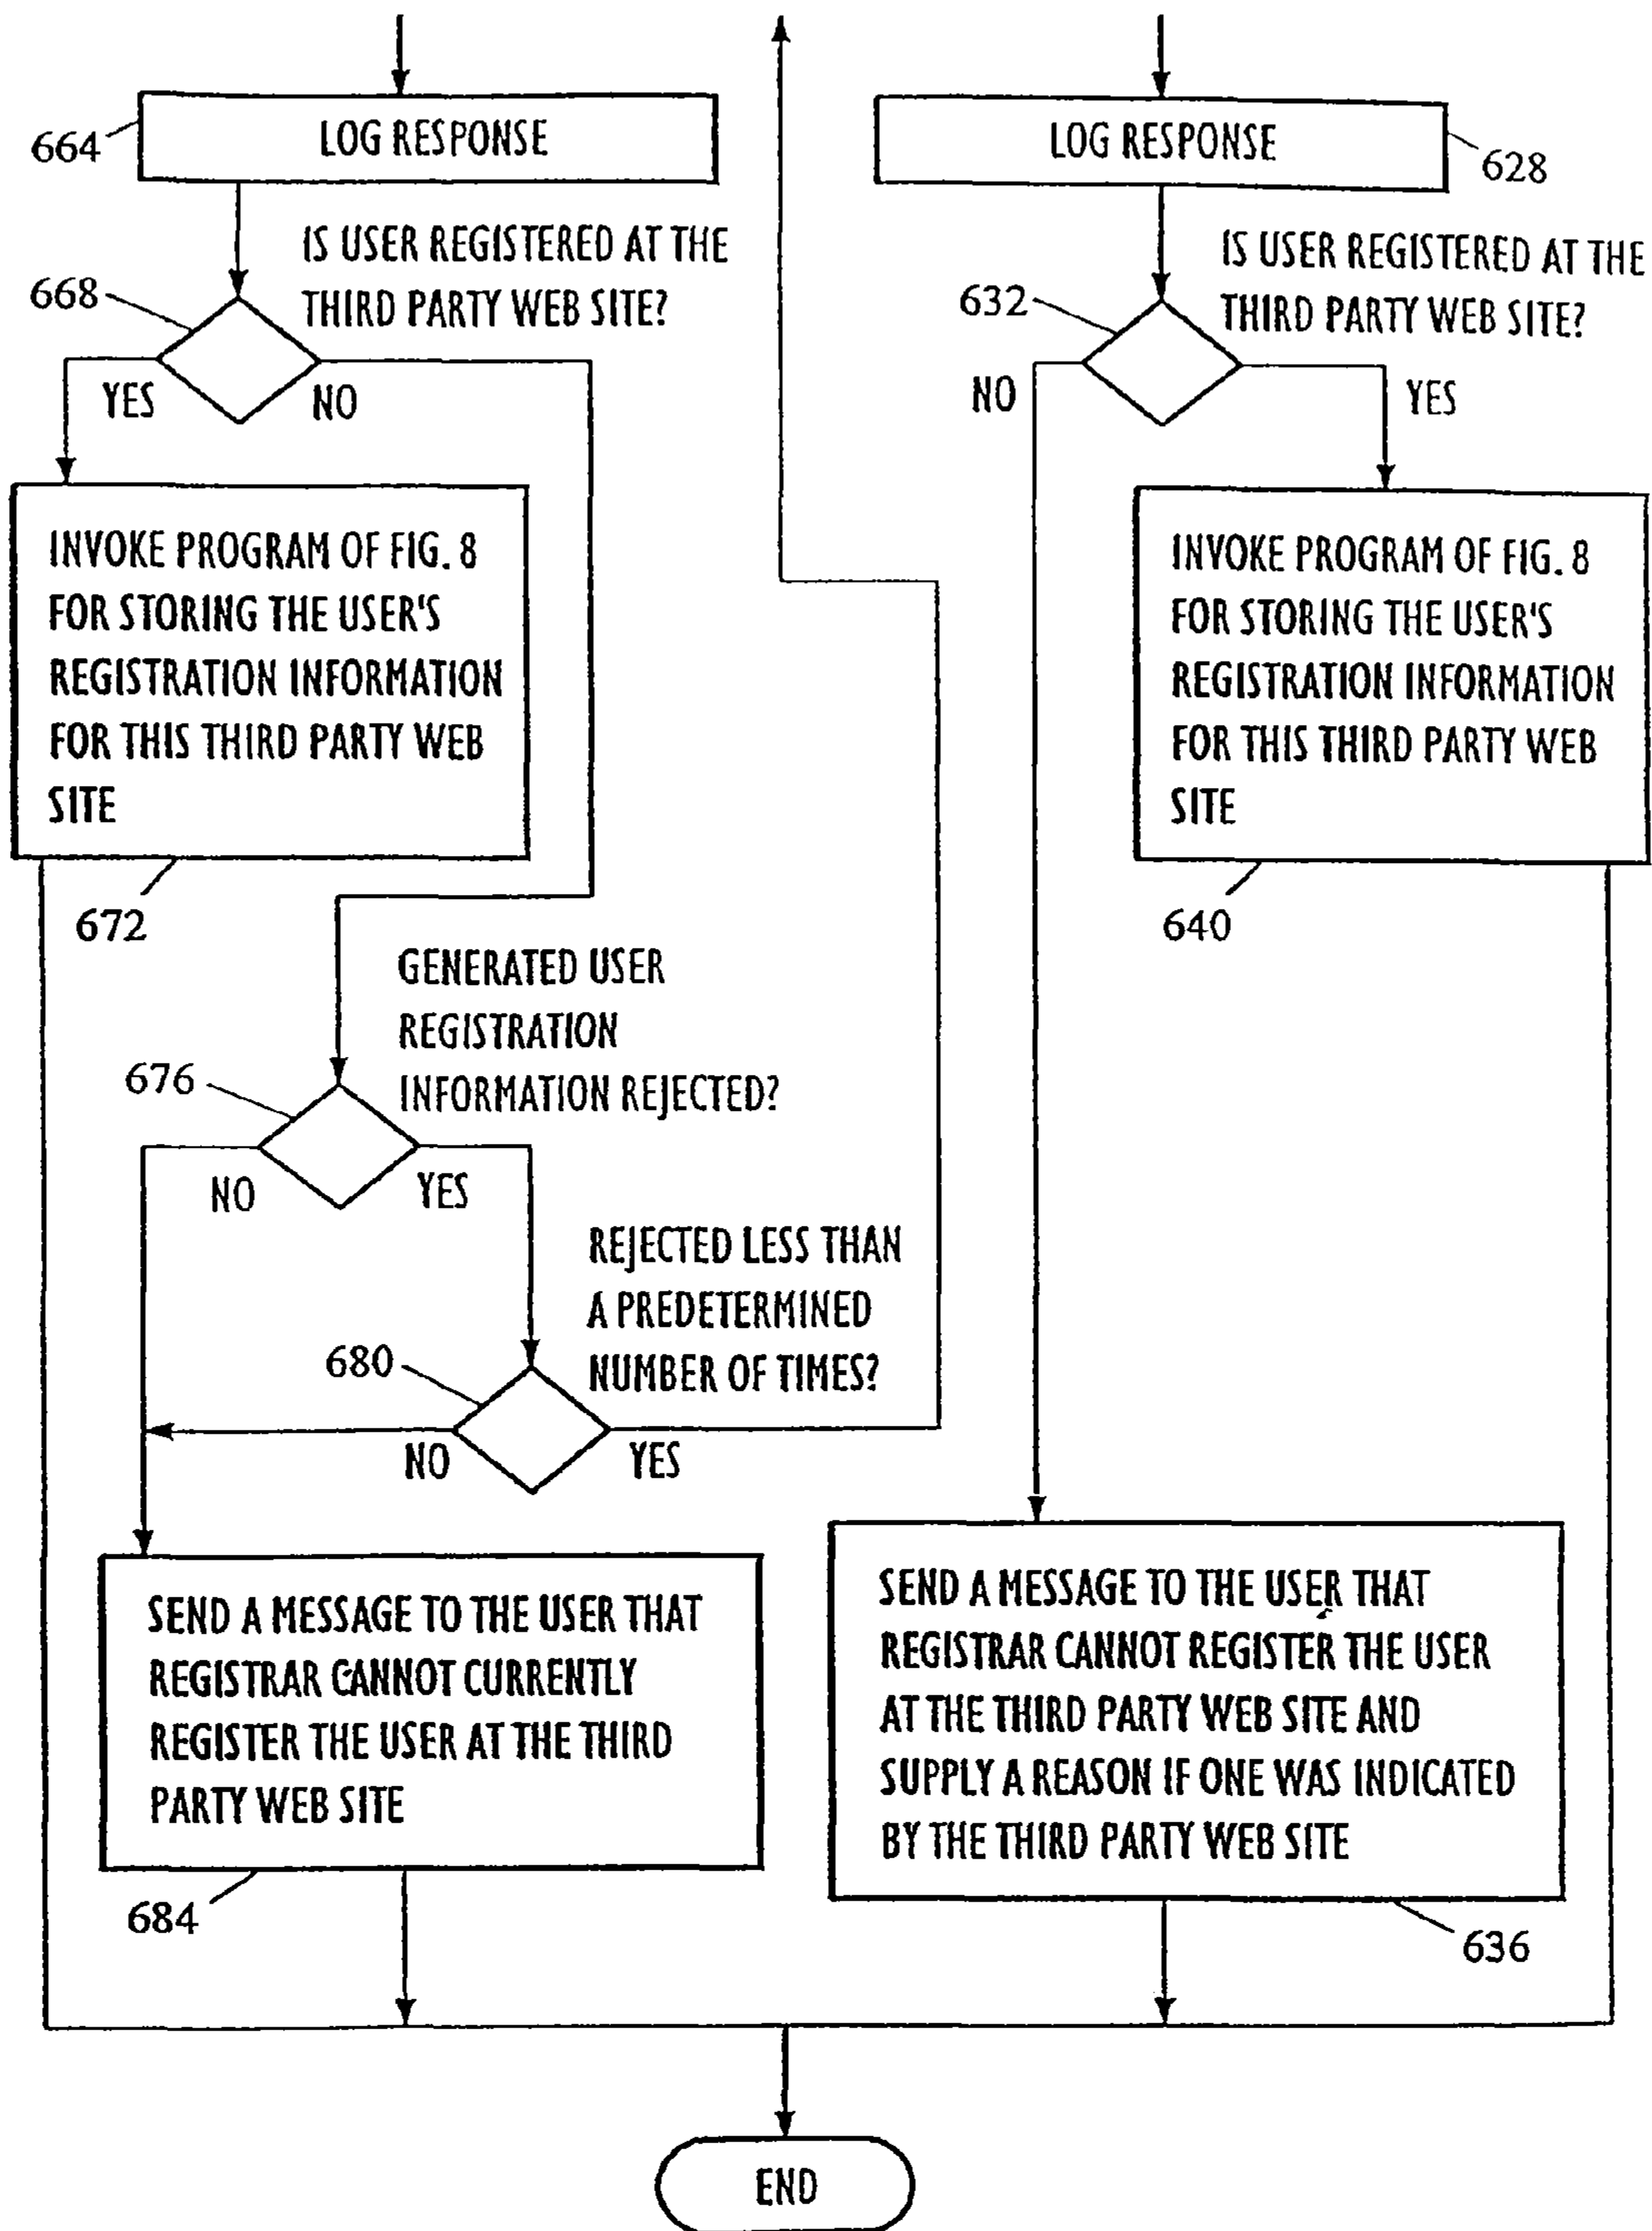 LOG RESPONSE
664
LOG RESPONSE
628
IS USER REGISTERED AT THE
THIRD PARTY WEB SITE?
668
YES
NO
IS USER REGISTERED AT THE
THIRD PARTY WEB SITE?
632
NO
YES
INVOKE PROGRAM OF FIG. 8
FOR STORING THE USER'S
REGISTRATION INFORMATION
FOR THIS THIRD PARTY WEB
SITE
672
INVOKE PROGRAM OF FIG. 8
FOR STORING THE USER'S
REGISTRATION INFORMATION
FOR THIS THIRD PARTY WEB
SITE
640
GENERATED USER
REGISTRATION
INFORMATION REJECTED?
676
NO
YES
REJECTED LESS THAN
A PREDETERMINED
NUMBER OF TIMES?
680
NO
YES
SEND A MESSAGE TO THE USER THAT
REGISTRAR CANNOT CURRENTLY
REGISTER THE USER AT THE THIRD
PARTY WEB SITE
684
SEND A MESSAGE TO THE USER THAT
REGISTRAR CANNOT REGISTER THE USER
AT THE THIRD PARTY WEB SITE AND
SUPPLY A REASON IF ONE WAS INDICATED
BY THE THIRD PARTY WEB SITE
636
END